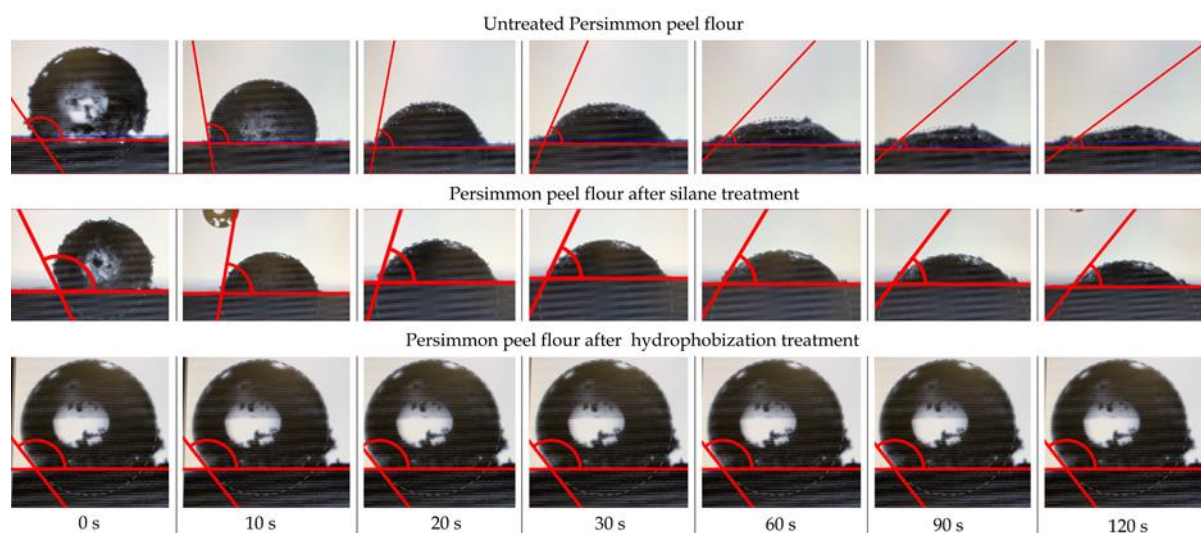 Untreated Persimmon peel flour
Persimmon peel flour after silane treatment
Persimmon peel flour after hydrophobization treatment
0 s 10 s 20 s 30 s 60 s 90 s 120 s